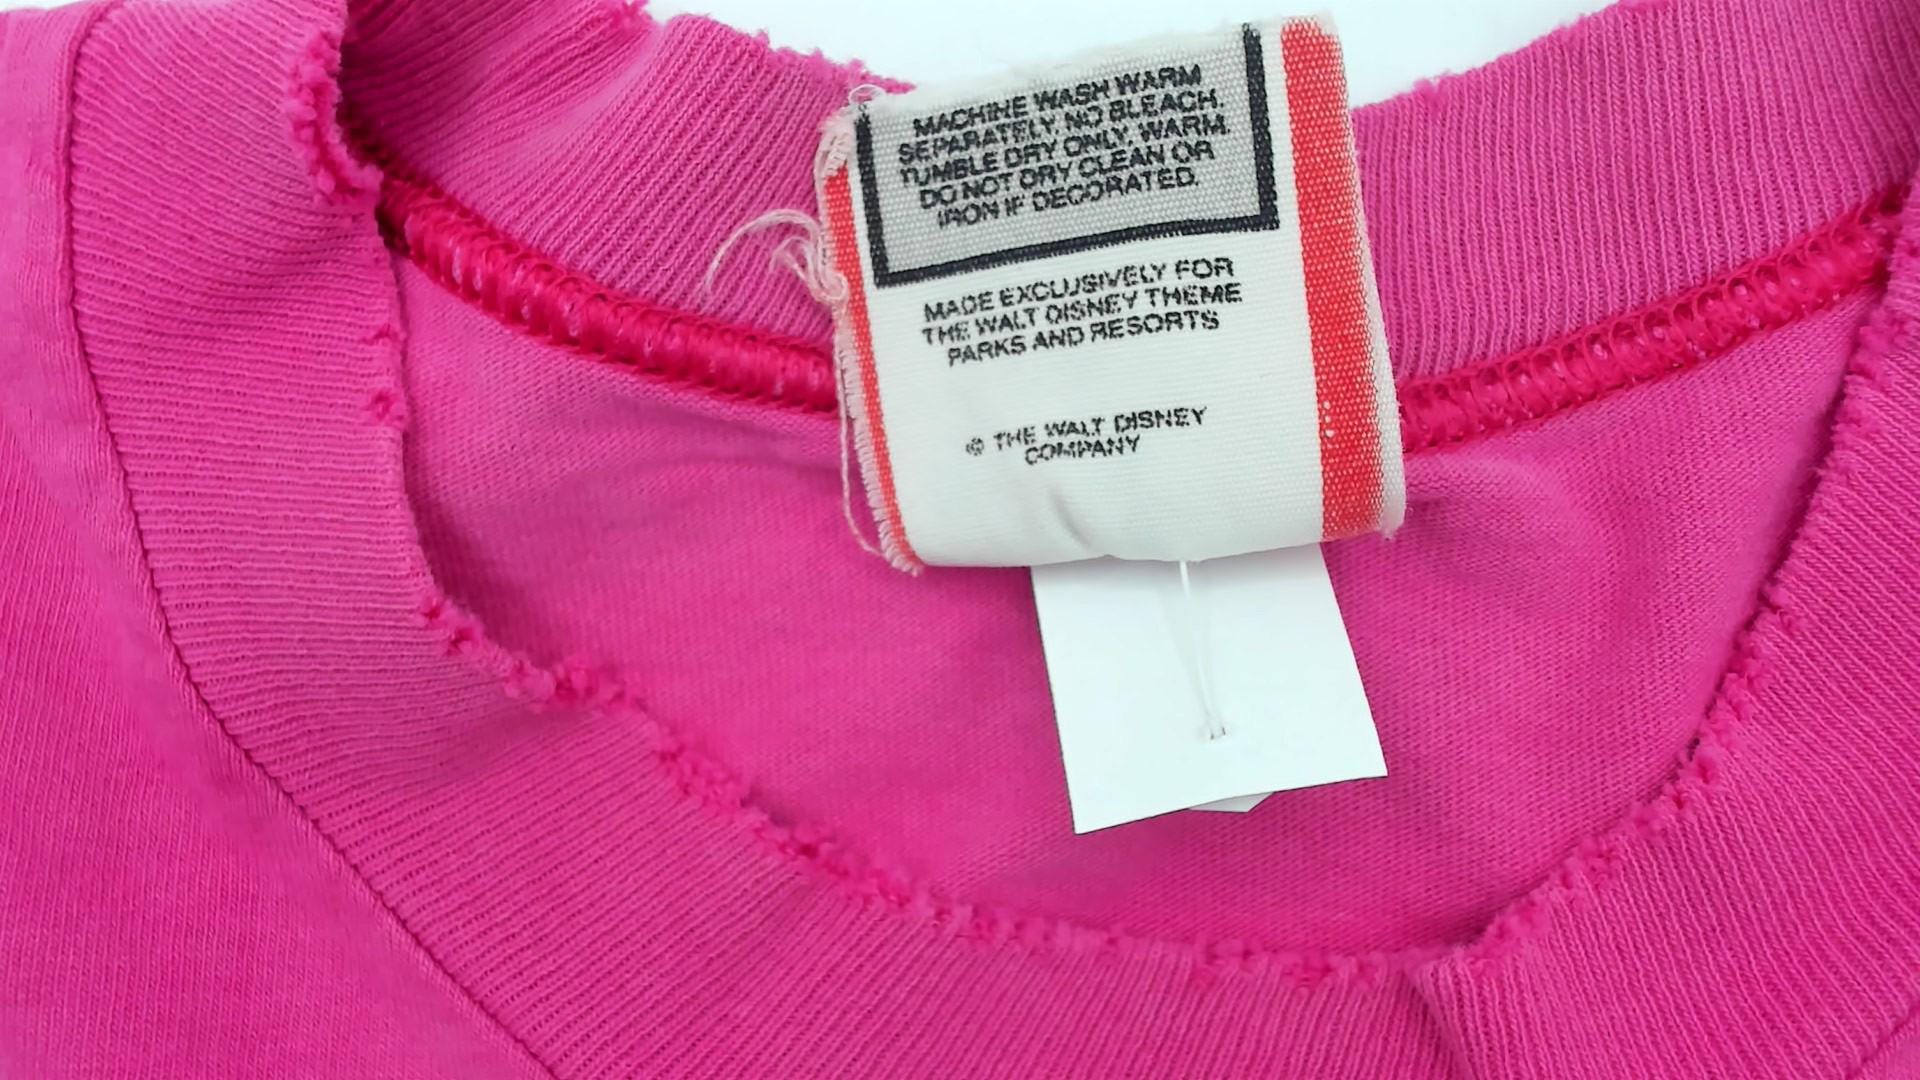 MACHINE WASH WARM
SEPARATELY. NO BLEACH.
TUMBLE DRY ONLY, WARM.
DO NOT DRY CLEAN OR
IRON IF DECORATED.
MADE EXCLUSIVELY FOR
THE WALT DISNEY THEME
PARKS AND RESORTS
© THE WALT DISNEY
COMPANY